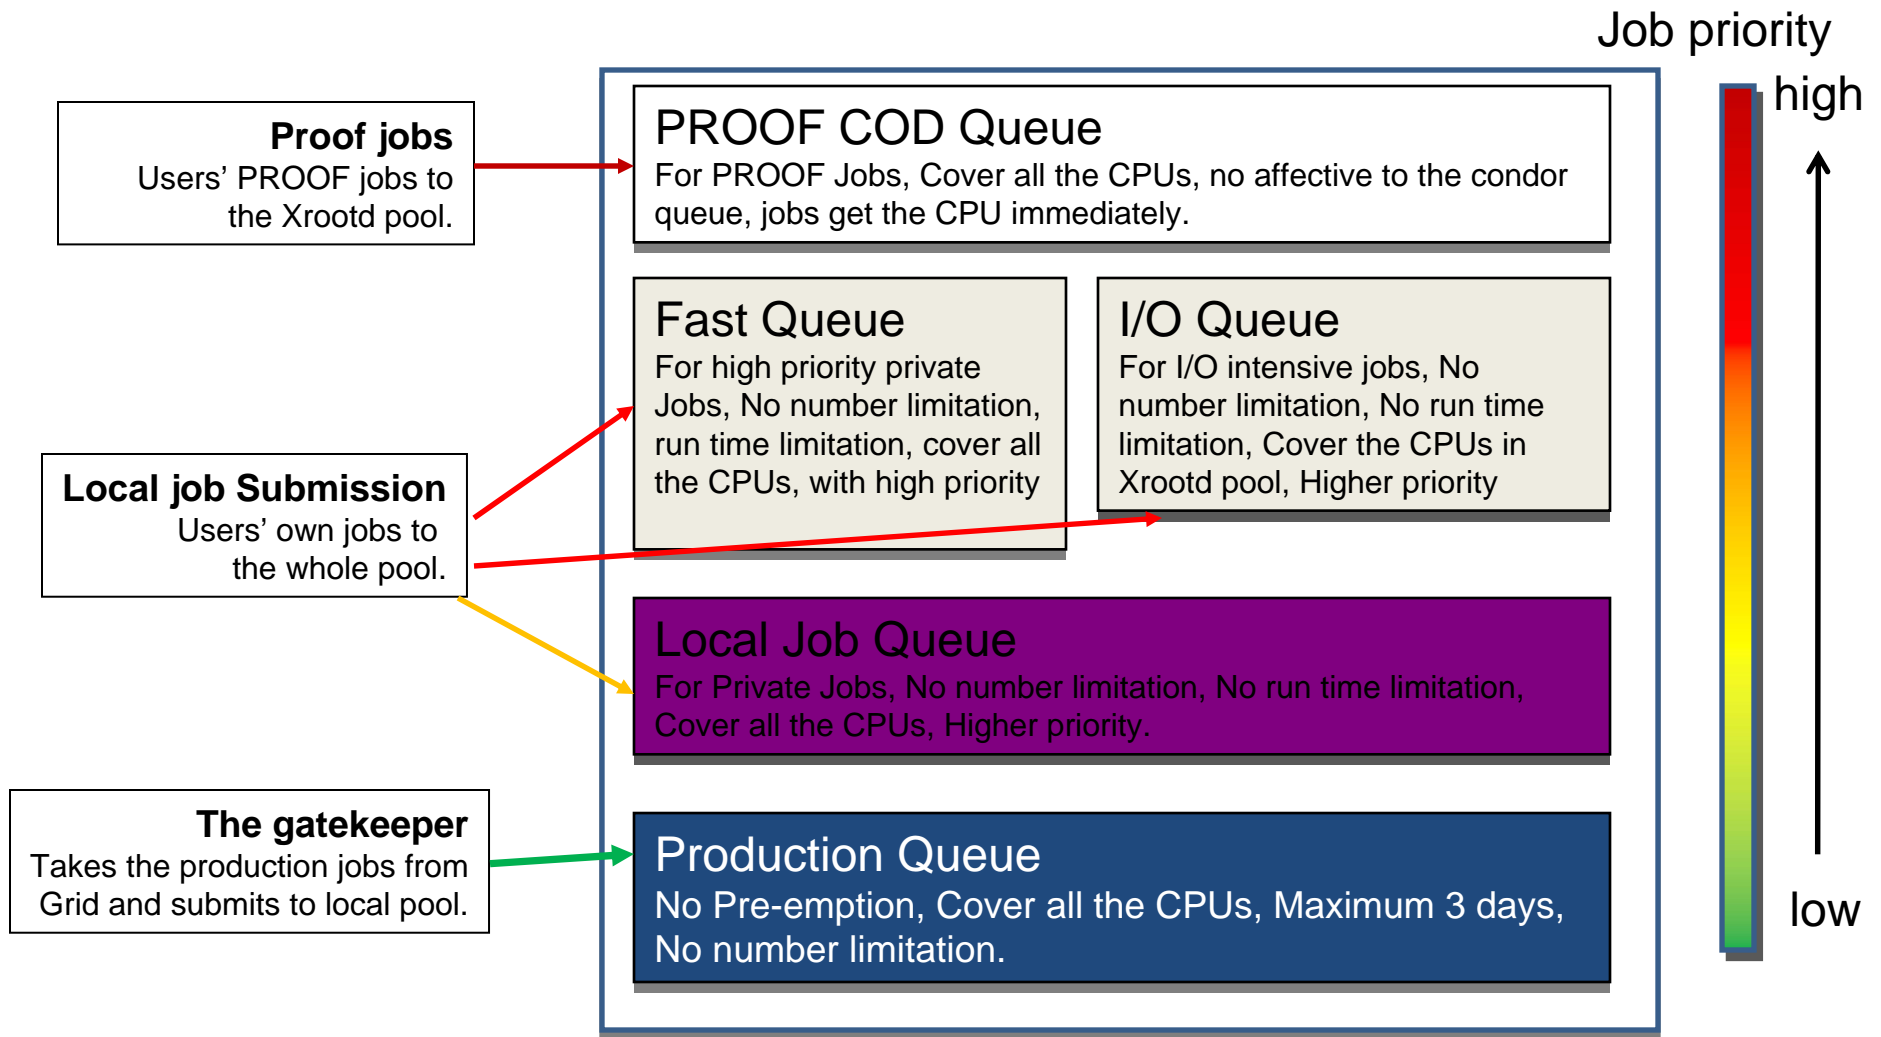 Job priority
high
Proof jobs
Users’ PROOF jobs to
the Xrootd pool.
PROOF COD Queue
For PROOF Jobs, Cover all the CPUs, no affective to the condor
queue, jobs get the CPU immediately.
Fast Queue
For high priority private
Jobs, No number limitation,
run time limitation, cover all
the CPUs, with high priority
I/O Queue
For I/O intensive jobs, No
number limitation, No run time
limitation, Cover the CPUs in
Xrootd pool, Higher priority
Local job Submission
Users’ own jobs to
the whole pool.
Local Job Queue
For Private Jobs, No number limitation, No run time limitation,
Cover all the CPUs, Higher priority.
The gatekeeper
Takes the production jobs from
Grid and submits to local pool.
Production Queue
No Pre-emption, Cover all the CPUs, Maximum 3 days,
No number limitation.
low